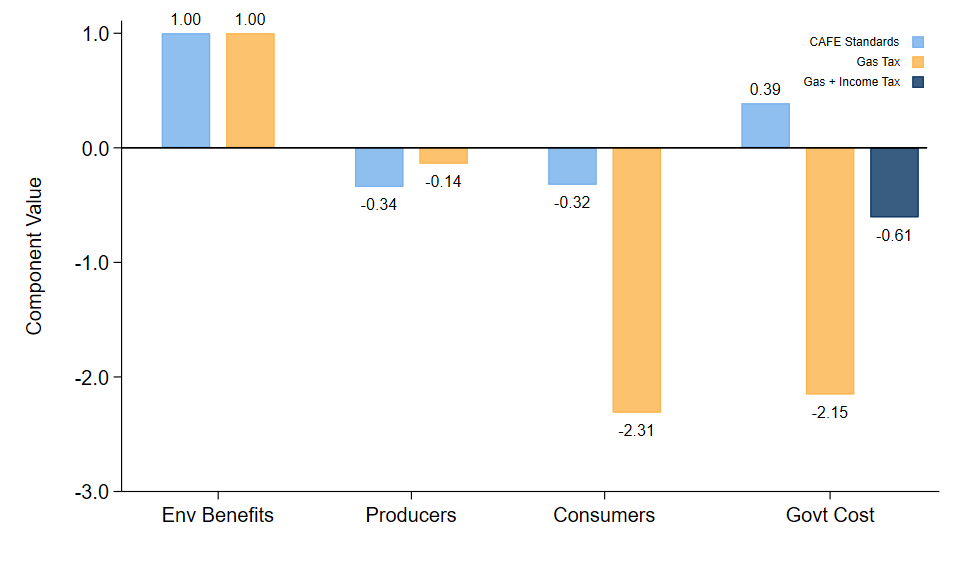 1.00 1.00
1.0
CAFE Standards
Gas Tax
Gas + Income Tax
0.39
0.0
-0.14
-0.34
-0.32
-0.61
Component Value
-1.0
-2.0
-2.15
-2.31
-3.0
Env Benefits Producers Consumers Govt Cost